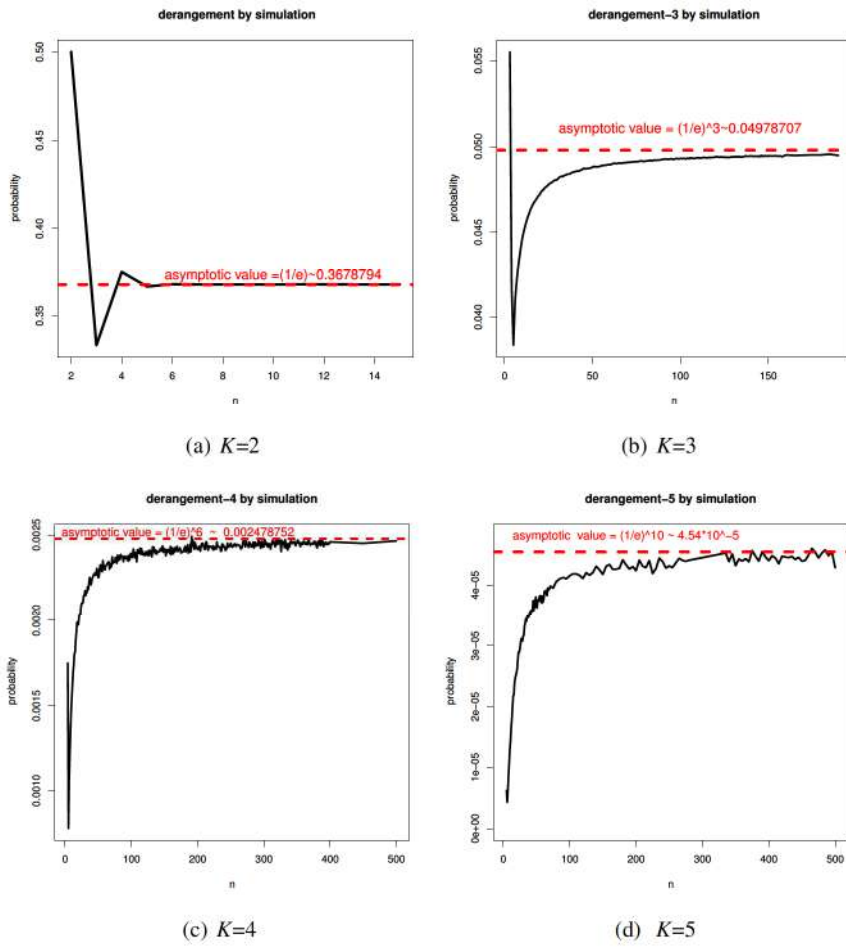 derangement by simulation
probability
0.50
0.45
0.40
0.35
asymptotic value =(1/e)~0.3678794
2 4 6 8 10 12 14
n
(a) K=2
derangement-3 by simulation
probability
0.055
0.050
0.045
0.040
asymptotic value = (1/e)^3~0.04978707
0 50 100 150
n
(b) K=3
derangement-4 by simulation
probability
0.0025
0.0020
0.0015
0.0010
asymptotic value = (1/e)^6 ~ 0.002478752
0 100 200 300 400 500
n
(c) K=4
derangement-5 by simulation
probability
4e-05
3e-05
2e-05
1e-05
0e+00
asymptotic value = (1/e)^10 ~ 4.54*10^-5
0 100 200 300 400 500
n
(d) K=5